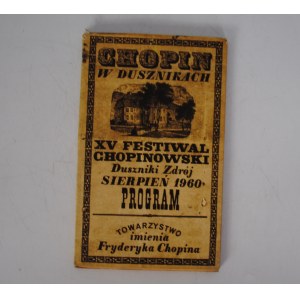 CHOPIN
W DUSZNIKACH
XV FESTIWAL
CHOPINOWSKI
Duszniki Zdrój
SIERPIEŃ 1960
PROGRAM
TOWARZYSTWO
imienia
Fryderyka Chopina